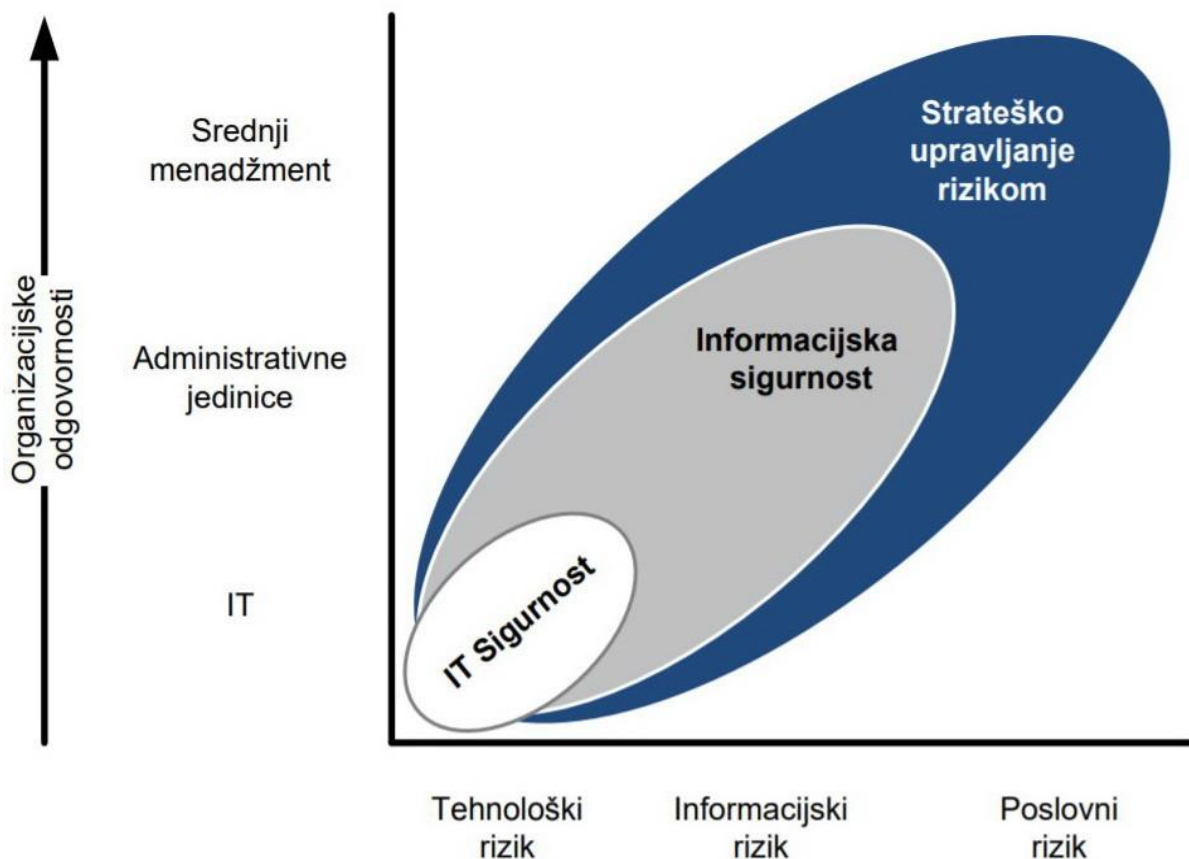 Organizacijske
odgovornosti
Srednji
menadžment
Administrativne
jedinice
IT
Strateško
upravljanje
rizikom
Informacijska
sigurnost
IT Sigurnost
Tehnološki
rizik
Informacijski
rizik
Poslovni
rizik